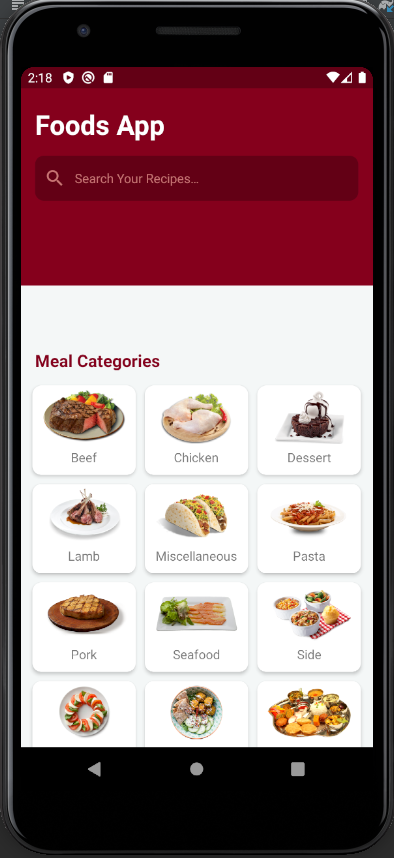 2:18
Foods App
Search Your Recipes...
Meal Categories
Beef
Chicken
Dessert
Lamb
Miscellaneous
Pasta
Pork
Seafood
Side